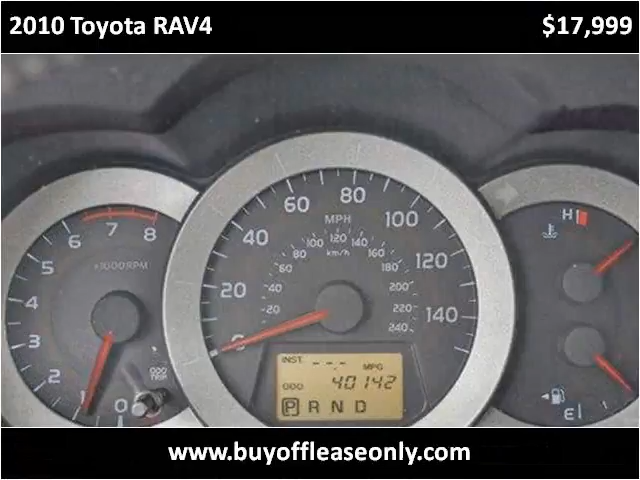 2010 Toyota RAV4 $17,999
60 80 100
MPH
40 120
20 140
0
80 100 120 140 160
km/h
60 180
40 200
20 220
240
5 6 7 8
x1000RPM
4
3
2
1 0
ODO
TRIP
H
E
INST. --- MPG
ODO 40142
P R N D
www.buyoffleaseonly.com